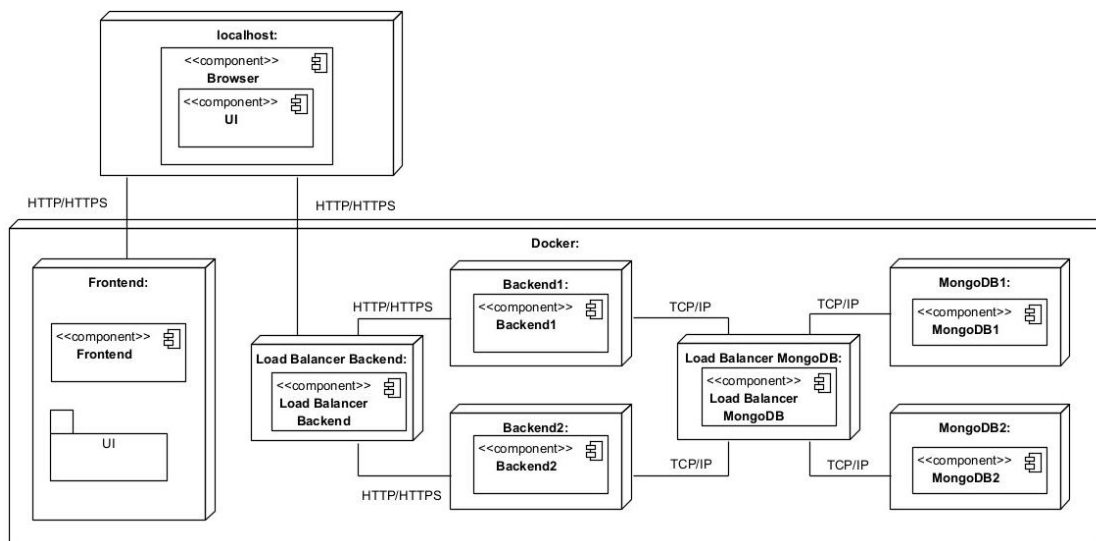 localhost:
<<component>>
Browser
<<component>>
UI
HTTP/HTTPS
HTTP/HTTPS
Docker:
Frontend:
<<component>>
Frontend
UI
Load Balancer Backend:
<<component>>
Load Balancer
Backend
HTTP/HTTPS
HTTP/HTTPS
Backend1:
<<component>>
Backend1
Backend2:
<<component>>
Backend2
TCP/IP
TCP/IP
Load Balancer MongoDB:
<<component>>
Load Balancer
MongoDB
TCP/IP
TCP/IP
MongoDB1:
<<component>>
MongoDB1
MongoDB2:
<<component>>
MongoDB2